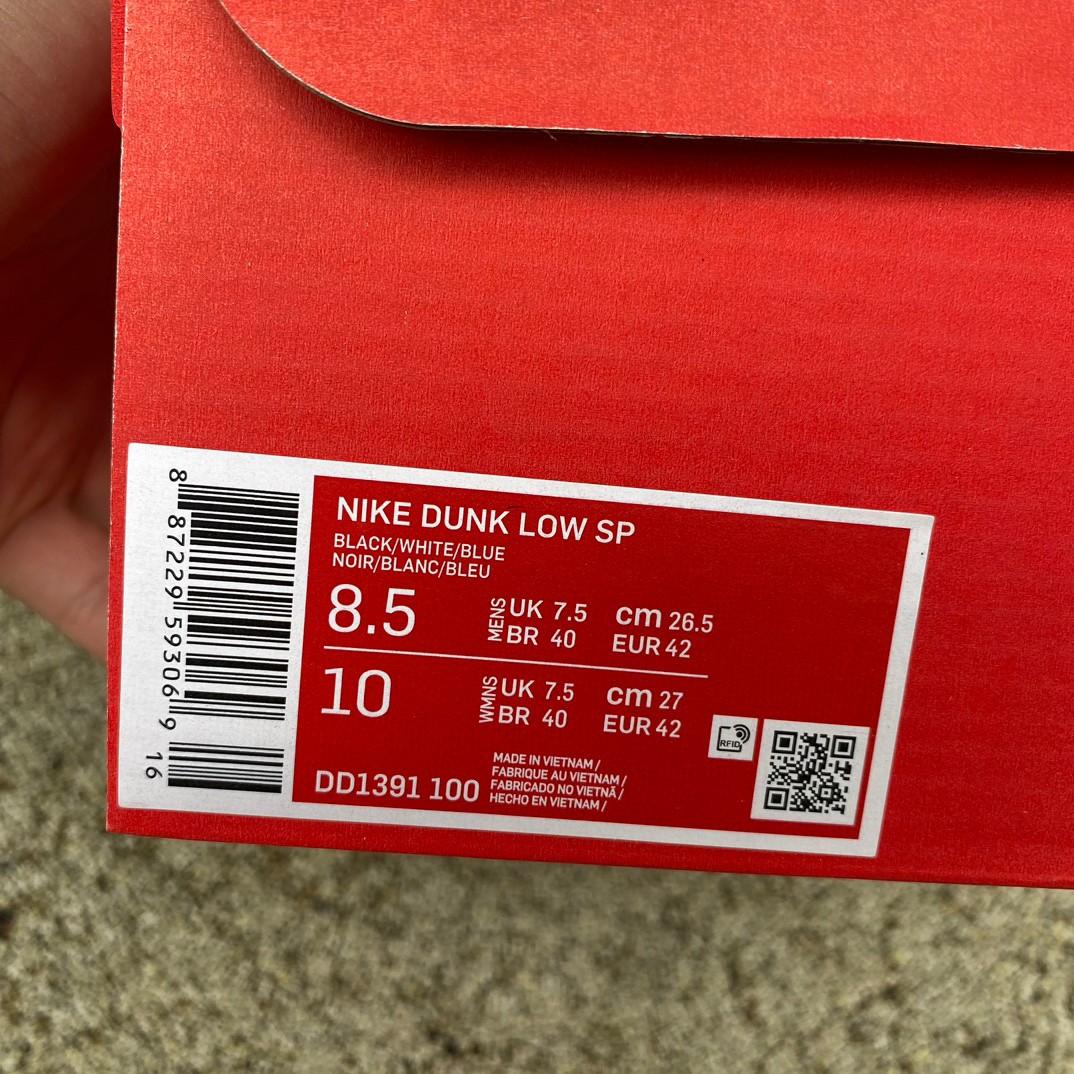 8 87229 59306 9 16
NIKE DUNK LOW SP
BLACK/WHITE/BLUE
NOIR/BLANC/BLEU
8.5 MENS UK 7.5 cm 26.5
BR 40 EUR 42
10 WMNS UK 7.5 cm 27
BR 40 EUR 42
RFID
MADE IN VIETNAM /
FABRIQUE AU VIETNAM /
FABRICADO NO VIETNÃ /
HECHO EN VIETNAM /
DD1391 100